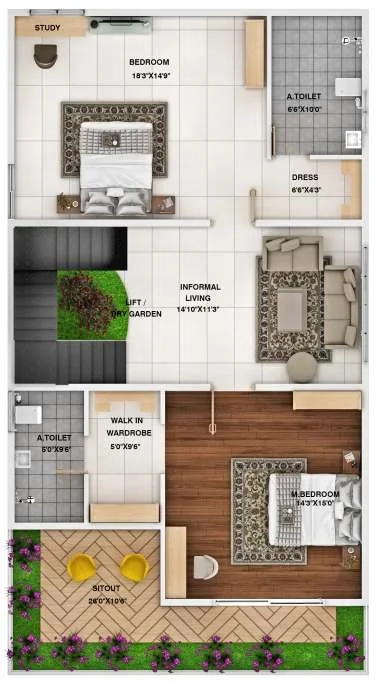 STUDY
BEDROOM
18'3"X14'9"
A.TOILET
6'6"X10'0"
DRESS
6'6"X4'3"
INFORMAL
LIVING
14'10"X11'3"
LIFT /
DRY GARDEN
WALK IN
WARDROBE
5'0"X9'6"
A.TOILET
5'0"X9'6"
M.BEDROOM
14'3"X15'0"
SITOUT
26'0"X10'6"